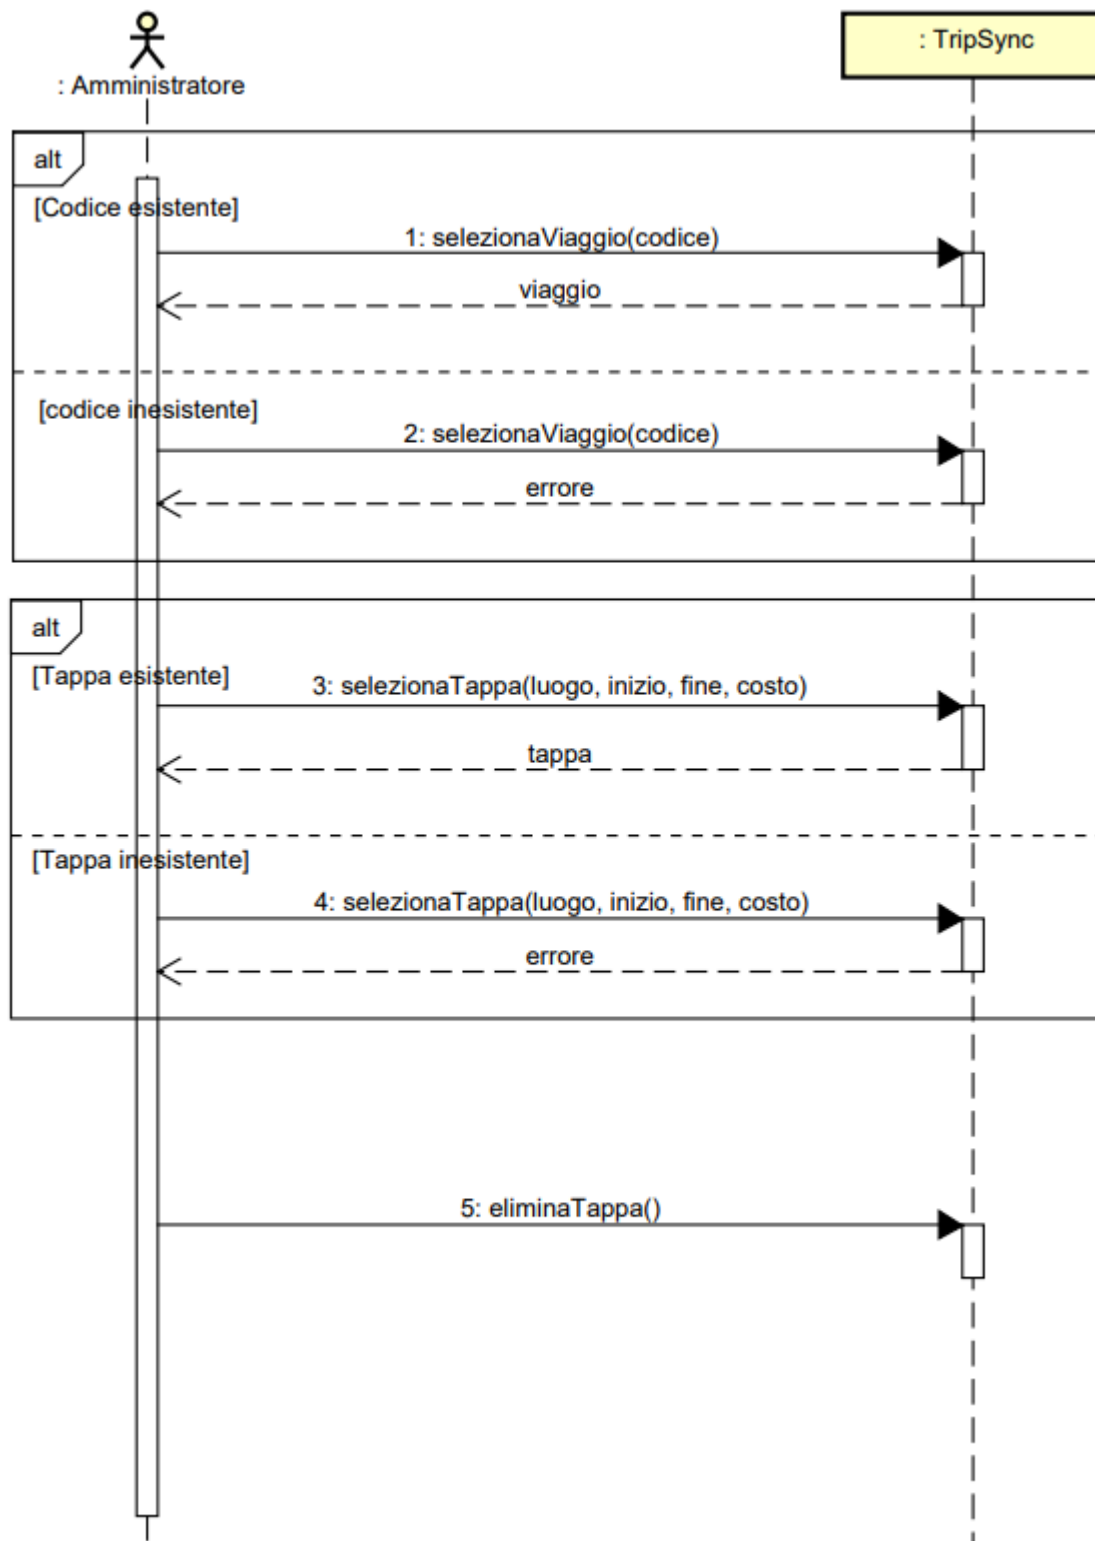 : Amministratore
: TripSync
alt
[Codice esistente]
1: selezionaViaggio(codice)
viaggio
[codice inesistente]
2: selezionaViaggio(codice)
errore
alt
[Tappa esistente]
3: selezionaTappa(luogo, inizio, fine, costo)
tappa
[Tappa inesistente]
4: selezionaTappa(luogo, inizio, fine, costo)
errore
5: eliminaTappa()